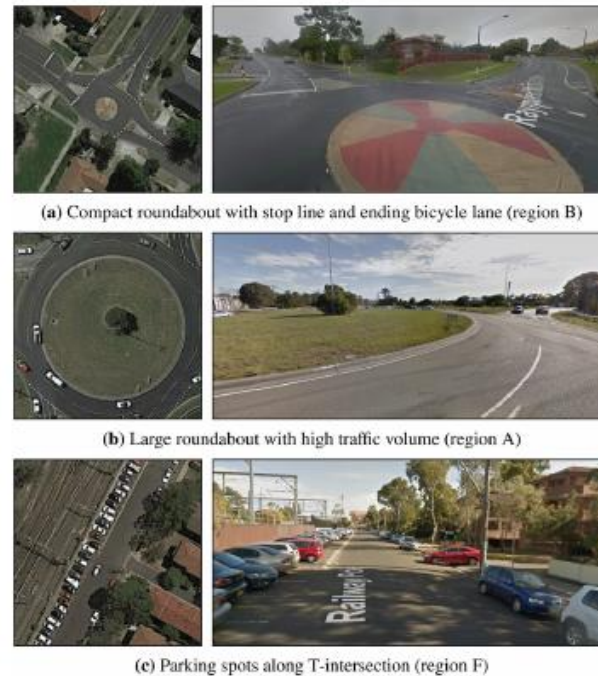 (a) Compact roundabout with stop line and ending bicycle lane (region B)
(b) Large roundabout with high traffic volume (region A)
Railway
(c) Parking spots along T-intersection (region F)